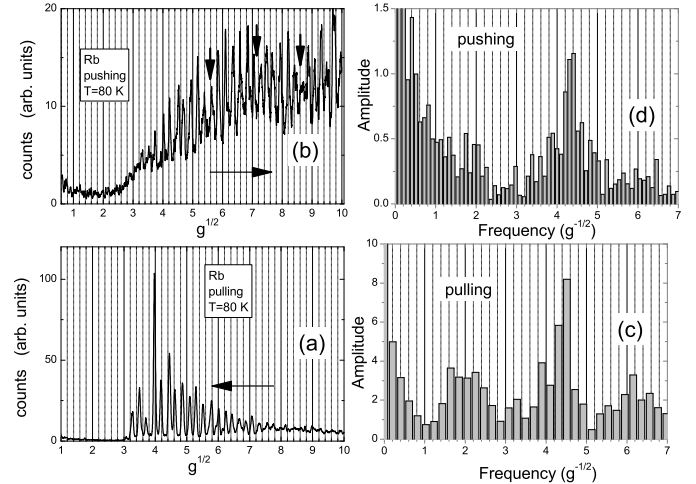 20
15
10
5
0
counts (arb. units)
Rb
pushing
T=80 K
(b)
1 2 3 4 5 6 7 8 9 10
g^1/2
1.5
1.0
0.5
0.0
Amplitude
pushing
(d)
0 1 2 3 4 5 6 7
Frequency (g^-1/2)
100
50
0
counts (arb. units)
Rb
pulling
T=80 K
(a)
1 2 3 4 5 6 7 8 9 10
g^1/2
10
8
6
4
2
0
Amplitude
pulling
(c)
0 1 2 3 4 5 6 7
Frequency (g^-1/2)